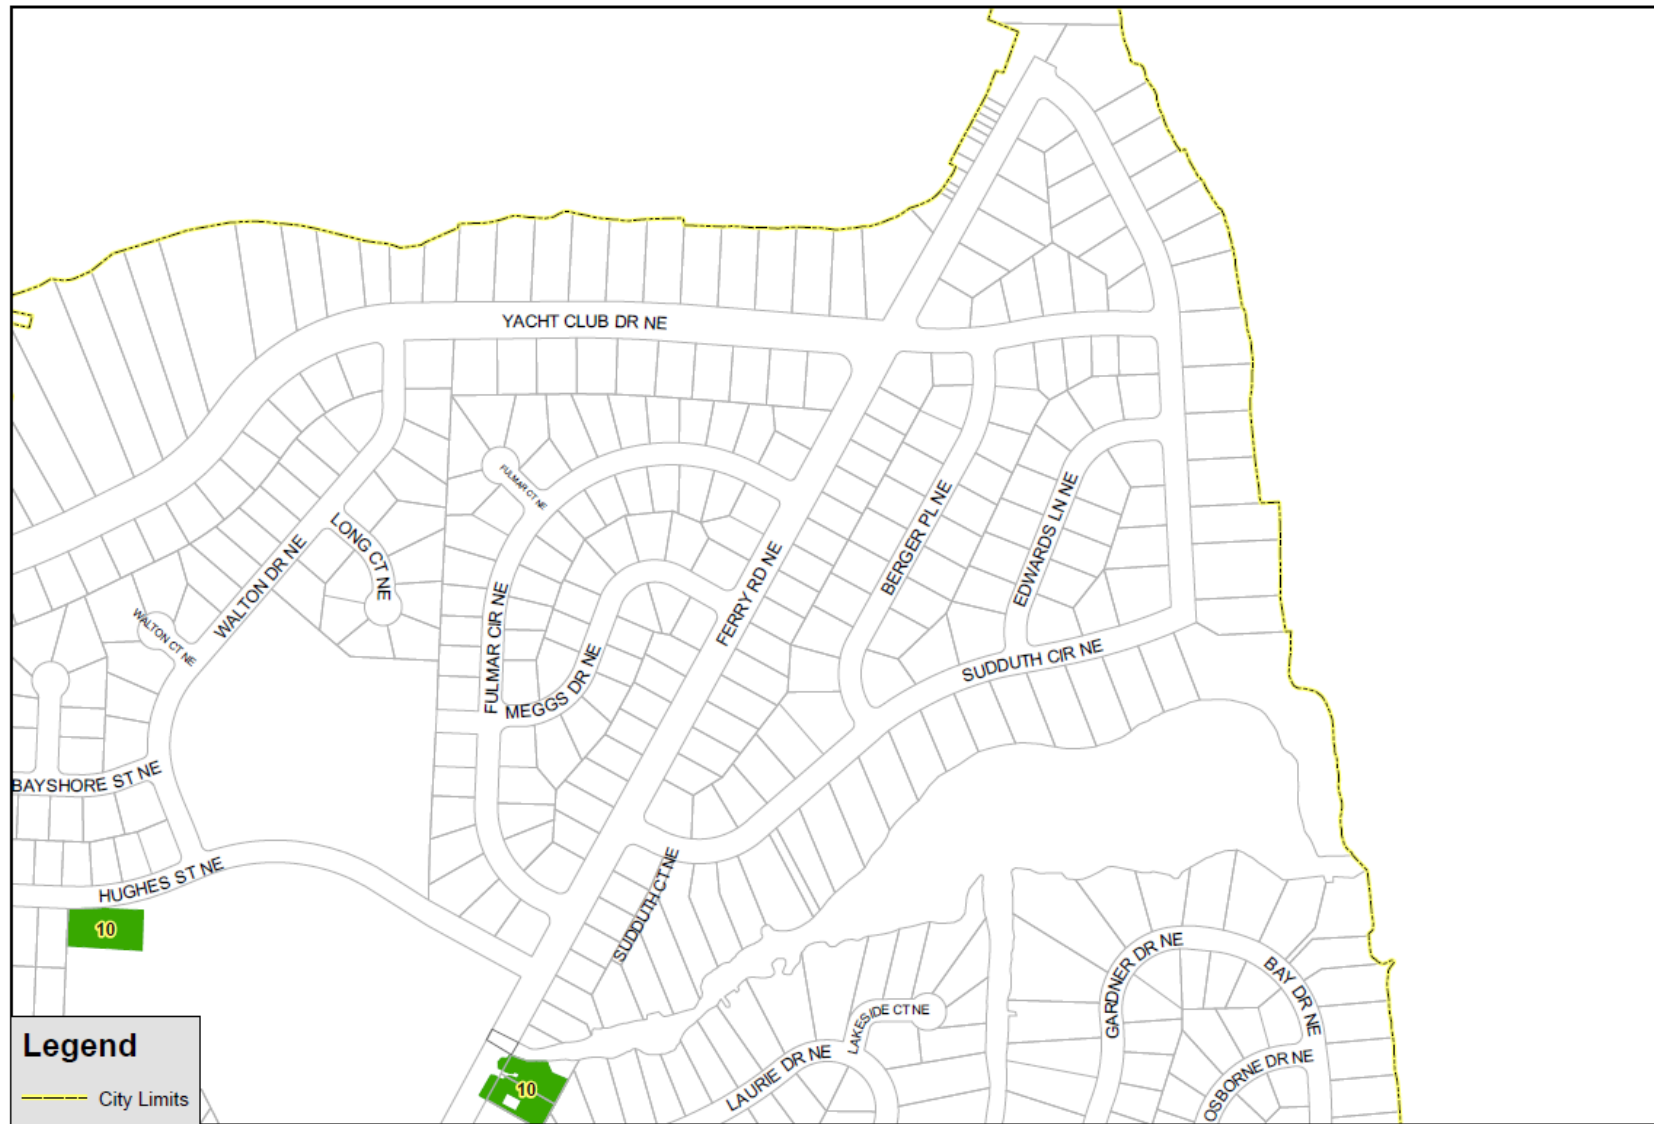 YACHT CLUB DR NE
FULMAR CT NE
LONG CT NE
WALTON DR NE
WALTON CT NE
BERGER PL NE
EDWARDS LN NE
FERRY RD NE
FULMAR CIR NE
MEGGS DR NE
SUDDUTH CIR NE
BAYSHORE ST NE
HUGHES ST NE
SUDDUTH CT NE
10
GARDNER DR NE
BAY DR NE
LAKESIDE CT NE
LAURIE DR NE
OSBORNE DR NE
10
Legend
City Limits